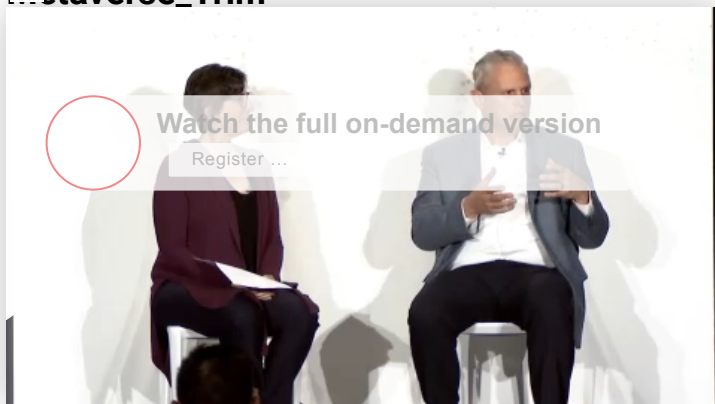 Watch the full on-demand version
Register ...